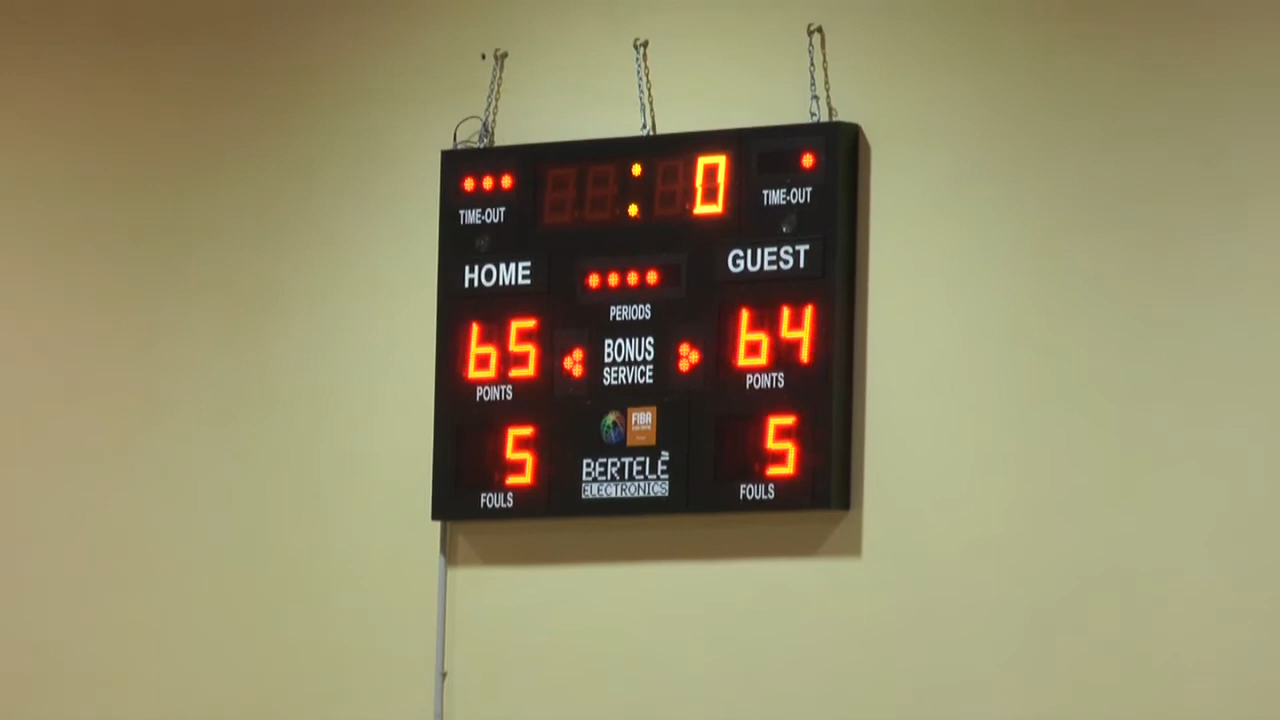 : 0
TIME-OUT
TIME-OUT
HOME
GUEST
PERIODS
65
64
BONUS
SERVICE
POINTS
POINTS
FIBA
5
5
BERTELÈ
ELECTRONICS
FOULS
FOULS